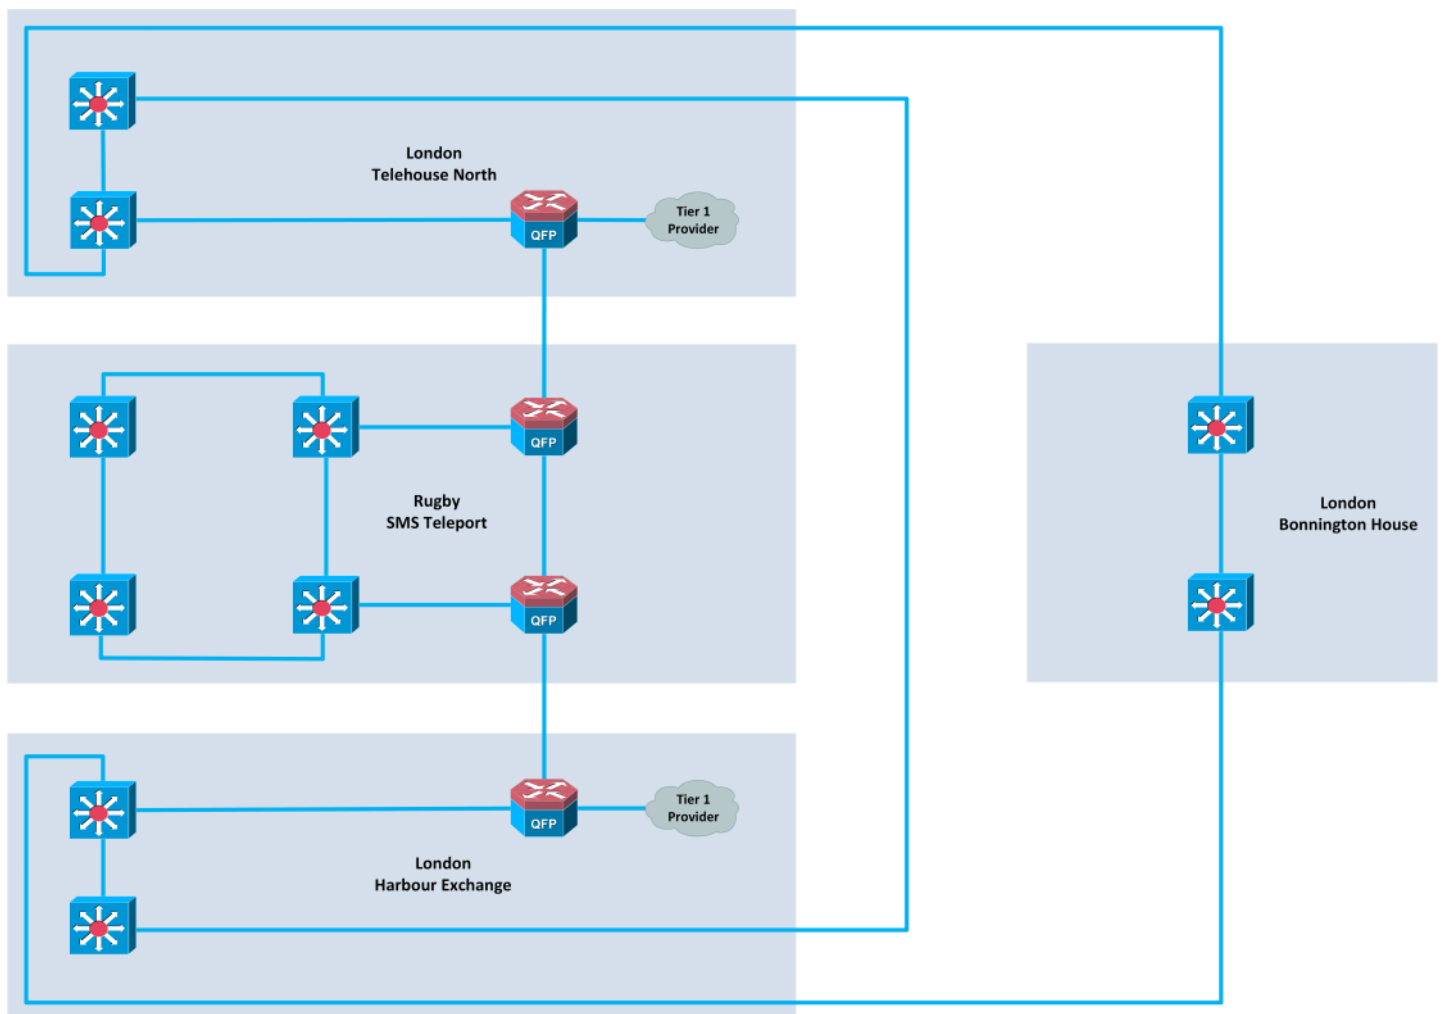 London
Telehouse North
QFP
Tier 1
Provider
QFP
Rugby
SMS Teleport
QFP
London
Bonnington House
QFP
Tier 1
Provider
London
Harbour Exchange